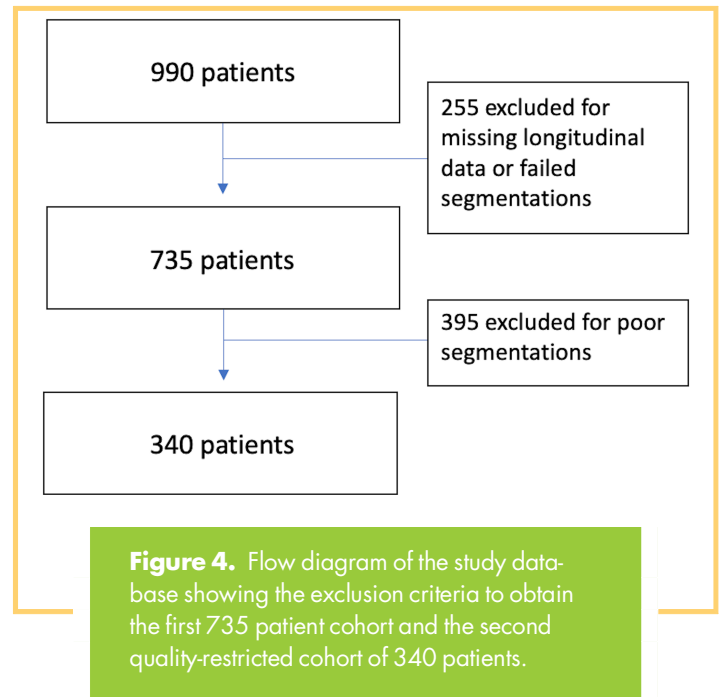 990 patients
255 excluded for
missing longitudinal
data or failed
segmentations
735 patients
395 excluded for poor
segmentations
340 patients
Figure 4. Flow diagram of the study data-
base showing the exclusion criteria to obtain
the first 735 patient cohort and the second
quality-restricted cohort of 340 patients.